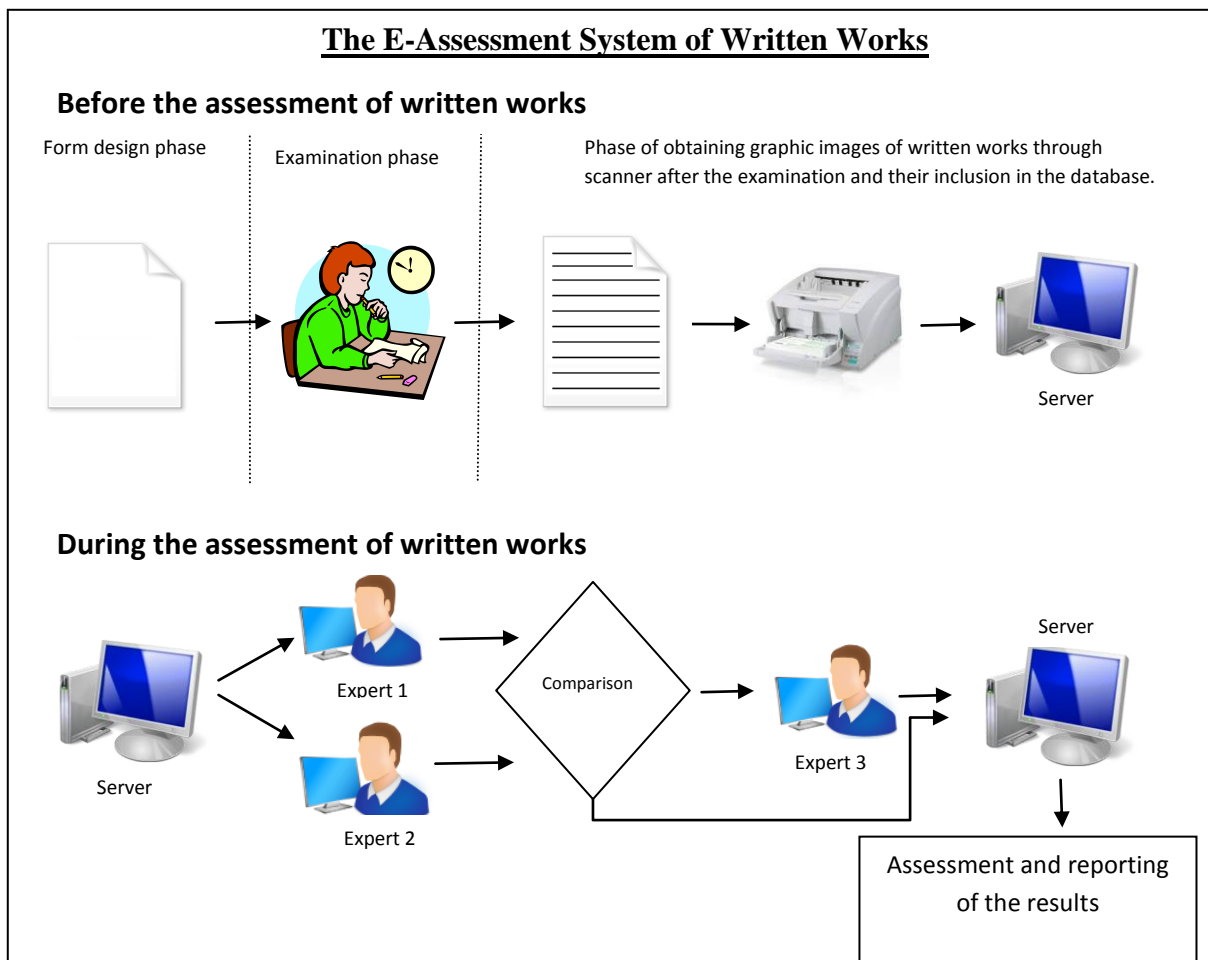 The E-Assessment System of Written Works
Before the assessment of written works
Form design phase
Examination phase
Phase of obtaining graphic images of written works through
scanner after the examination and their inclusion in the database.
Server
During the assessment of written works
Expert 1
Comparison
Server
Expert 3
Server
Expert 2
Assessment and reporting
of the results